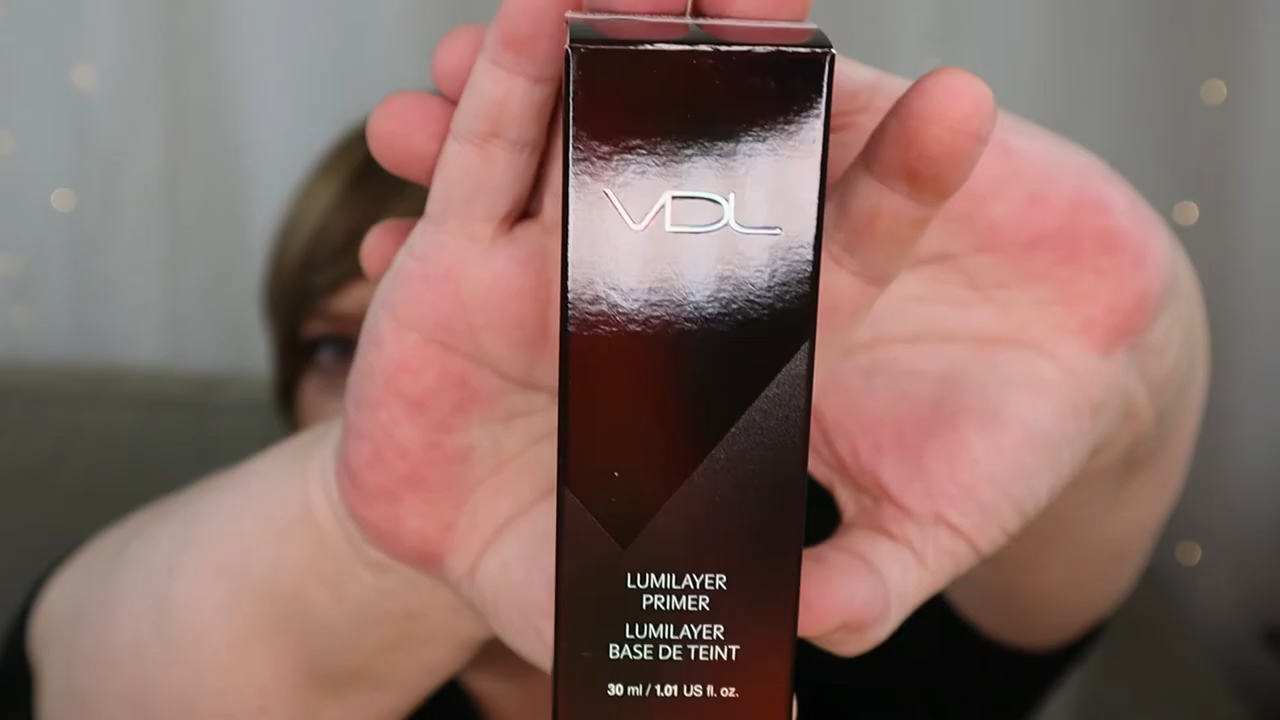 VDL
LUMILAYER
PRIMER
LUMILAYER
BASE DE TEINT
30 ml / 1.01 US fl. oz.